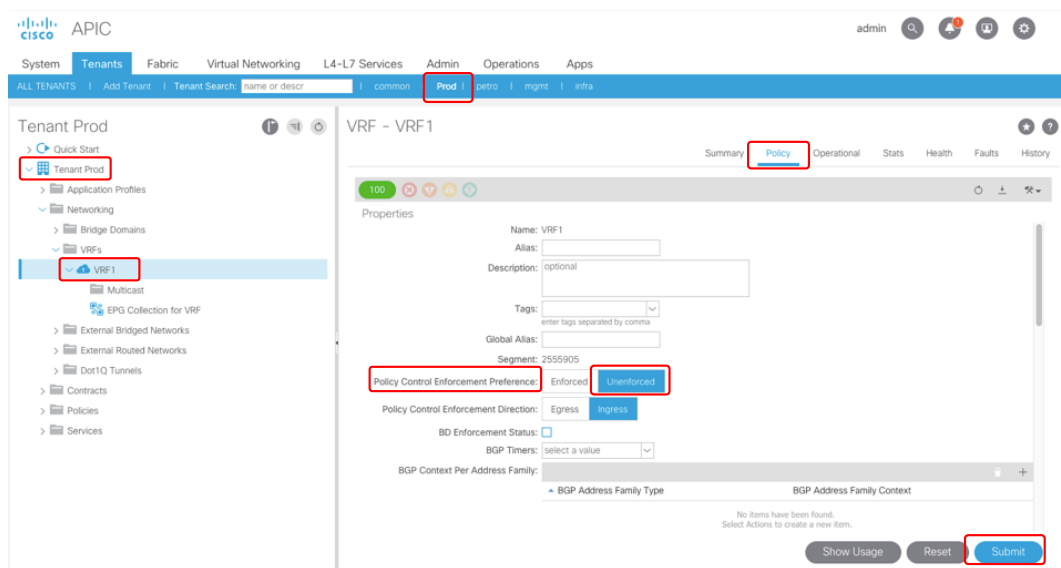 cisco APIC admin
System Tenants Fabric Virtual Networking L4-L7 Services Admin Operations Apps
ALL TENANTS | Add Tenant | Tenant Search: name or descr | common Prod | petro | mgmt | infra
Tenant Prod
Quick Start
Tenant Prod
Application Profiles
Networking
Bridge Domains
VRFs
VRF1
Multicast
EPG Collection for VRF
External Bridged Networks
External Routed Networks
Dot1Q Tunnels
Contracts
Policies
Services
VRF - VRF1
Summary Policy Operational Stats Health Faults History
100
Properties
Name: VRF1
Alias:
Description: optional
Tags:
enter tags separated by comma
Global Alias:
Segment: 2555905
Policy Control Enforcement Preference: Enforced Unenforced
Policy Control Enforcement Direction: Egress Ingress
BD Enforcement Status:
BGP Timers: select a value
BGP Context Per Address Family:
BGP Address Family Type BGP Address Family Context
No items have been found.
Select Actions to create a new item.
Show Usage Reset Submit